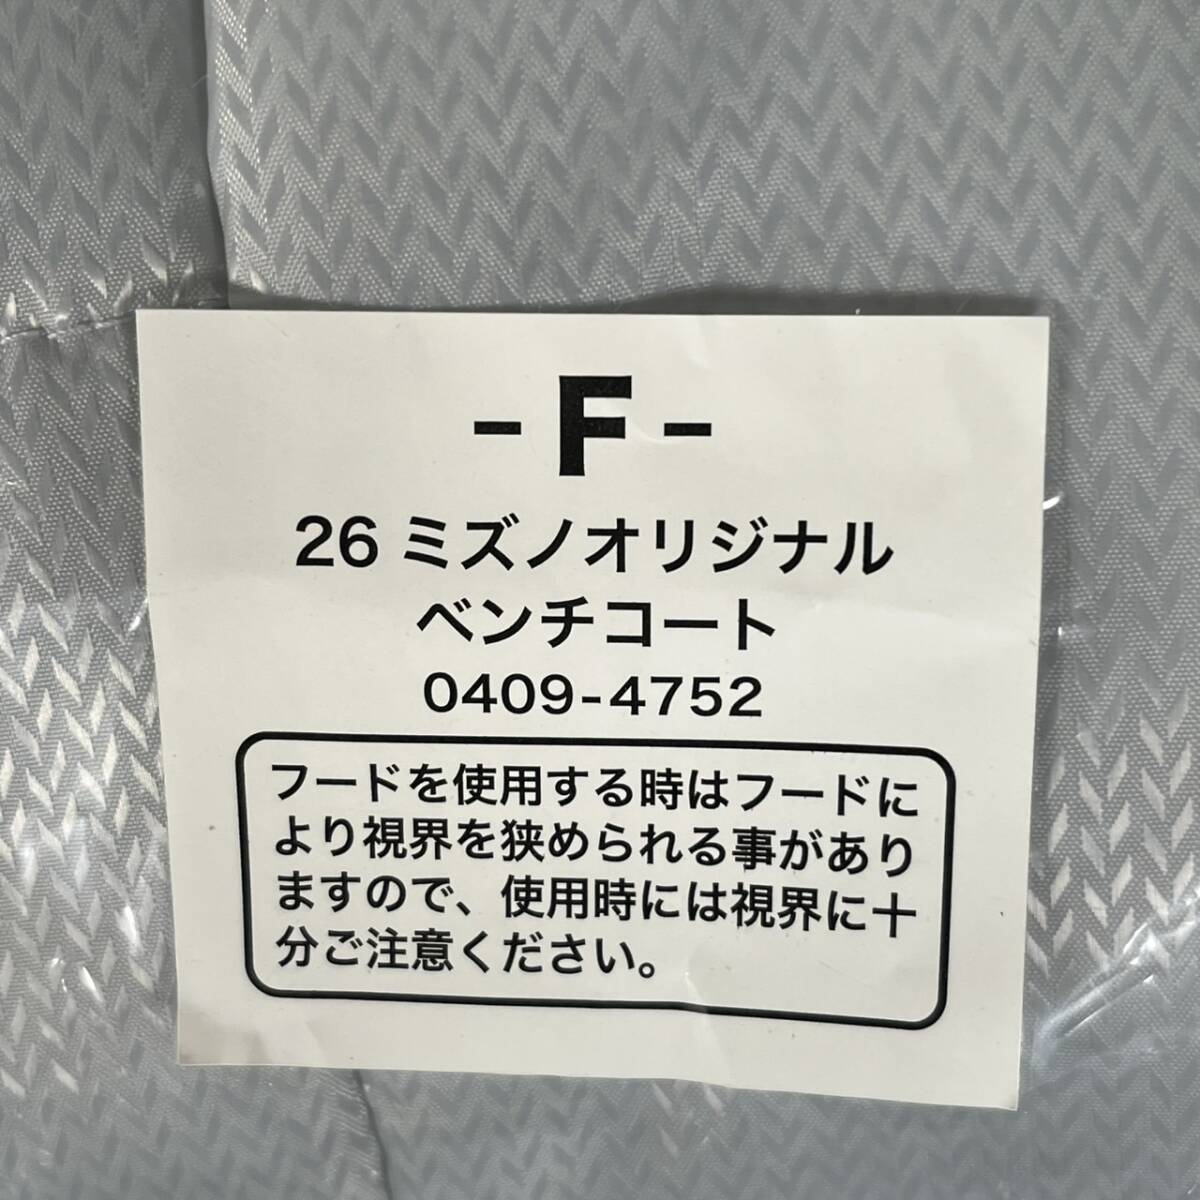 -F-
26 ミズノオリジナル
ベンチコート
0409-4752
フードを使用する時はフードに
より視界を狭められる事があり
ますので、使用時には視界に十
分ご注意ください。